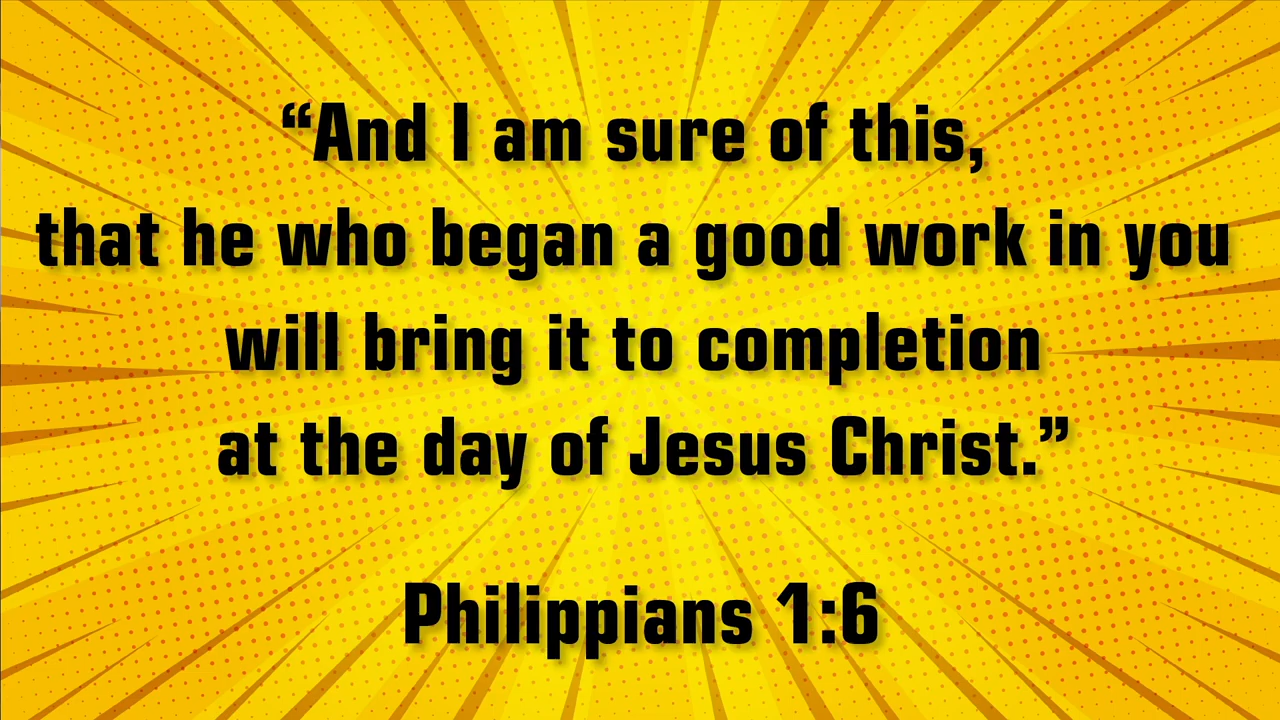 “And I am sure of this,
that he who began a good work in you
will bring it to completion
at the day of Jesus Christ.”
Philippians 1:6